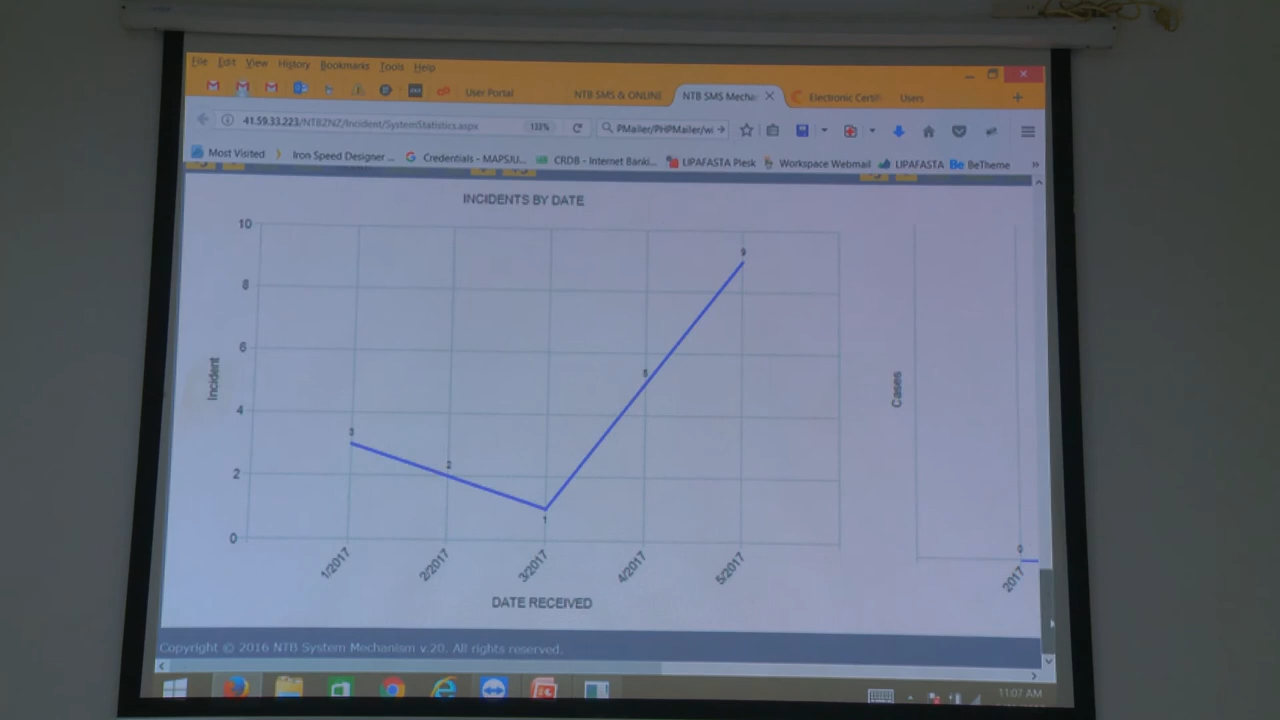 File Edit View History Bookmarks Tools Help
User Portal NTB SMS & ONLINE NTB SMS Mecha Electronic Certifi Users
41.59.33.223/NTBZNZ/Incident/SystemStatistics.aspx 133% PMailer/PHPMailer/wi
Most Visited Iron Speed Designer ... Credentials - MAPSJU... CRDB - Internet Banki... LIPAFASTA Plesk Workspace Webmail LIPAFASTA BeTheme
INCIDENTS BY DATE
10
9
8
6
5
Incident
Cases
4
3
2
2
1
0
0
1/2017 2/2017 3/2017 4/2017 5/2017 2017
DATE RECEIVED
Copyright © 2016 NTB System Mechanism v.20. All rights reserved.
11:07 AM